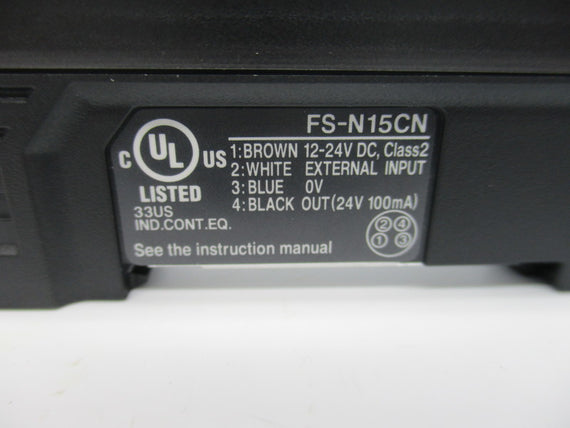 FS-N15CN
C UL US
LISTED
33US
IND.CONT.EQ.
1:BROWN 12-24V DC, Class2
2:WHITE EXTERNAL INPUT
3:BLUE 0V
4:BLACK OUT(24V 100mA)
See the instruction manual
2 4
1 3